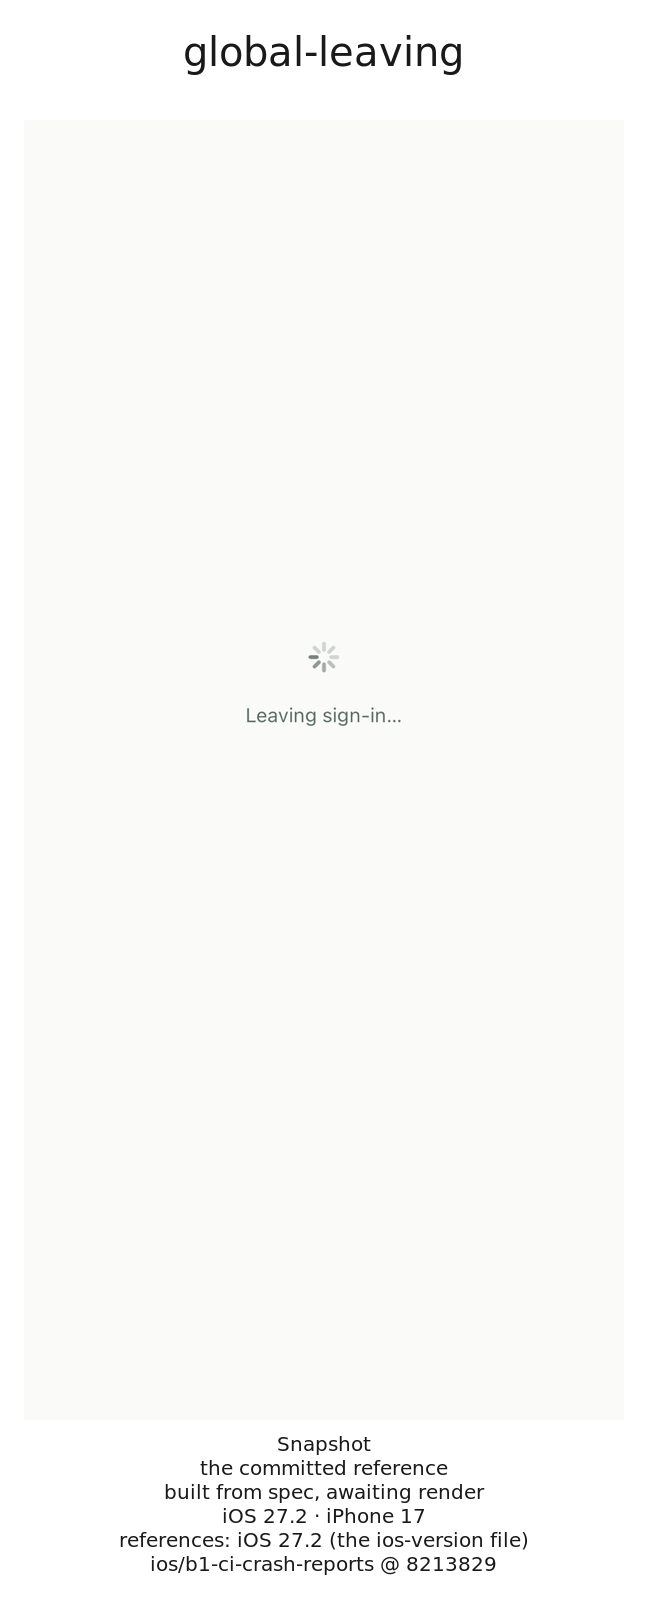 global-leaving
Leaving sign-in...
Snapshot
the committed reference
built from spec, awaiting render
iOS 27.2 · iPhone 17
references: iOS 27.2 (the ios-version file)
ios/b1-ci-crash-reports @ 8213829